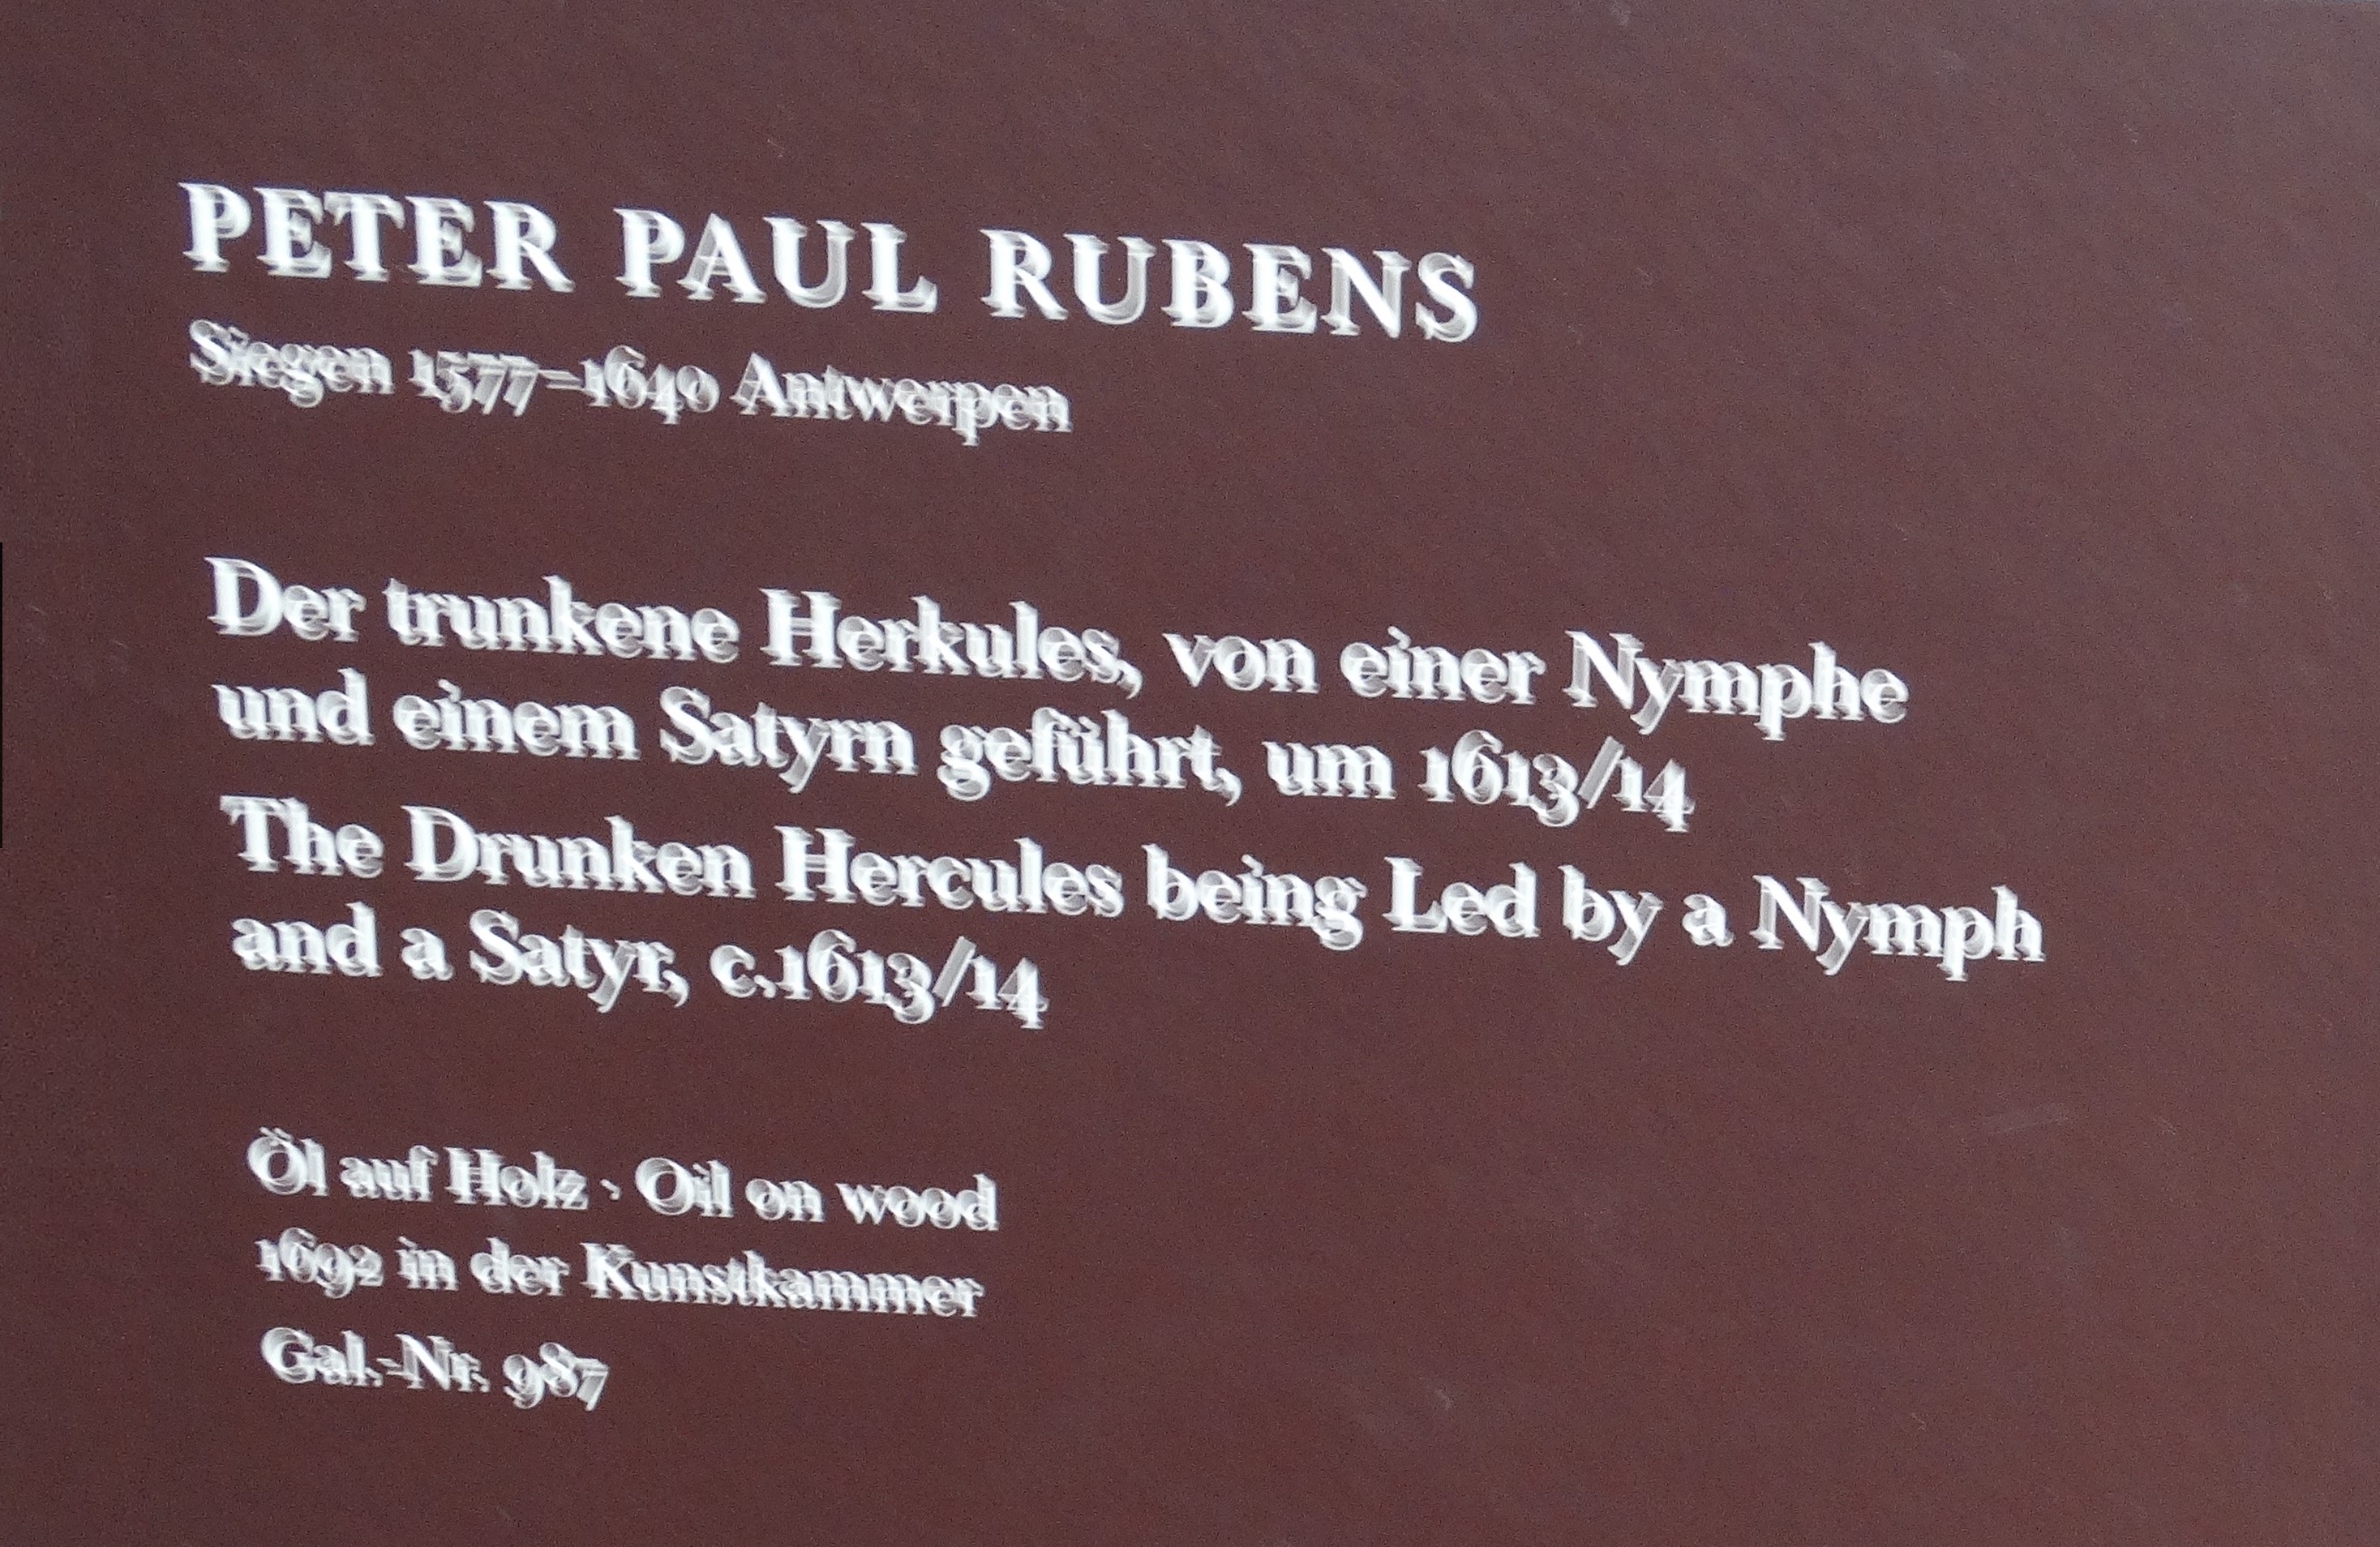 PETER PAUL RUBENS
Siegen 1577–1640 Antwerpen
Der trunkene Herkules, von einer Nymphe
und einem Satyrn geführt, um 1613/14
The Drunken Hercules being Led by a Nymph
and a Satyr, c.1613/14
Öl auf Holz · Oil on wood
1692 in der Kunstkammer
Gal.-Nr. 987